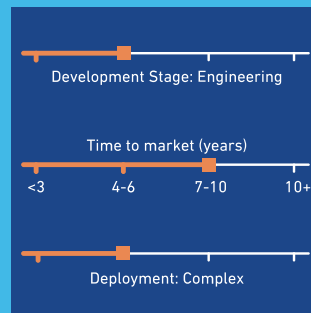 Development Stage: Engineering
Time to market (years)
<3 4-6 7-10 10+
Deployment: Complex